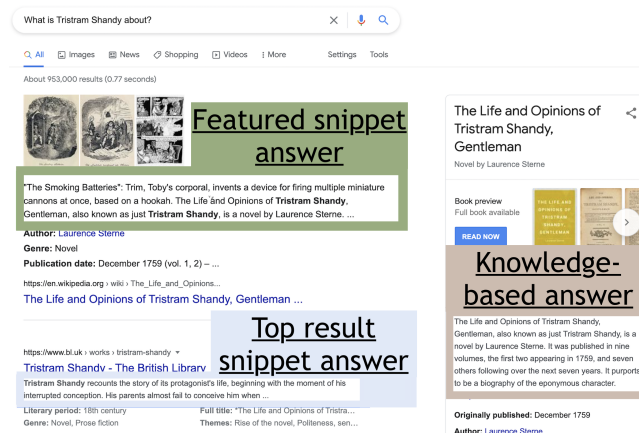 What is Tristram Shandy about?
All Images News Shopping Videos More Settings Tools
About 953,000 results (0.77 seconds)
Featured snippet
answer
"The Smoking Batteries": Trim, Toby's corporal, invents a device for firing multiple miniature
cannons at once, based on a hookah. The Life and Opinions of Tristram Shandy,
Gentleman, also known as just Tristram Shandy, is a novel by Laurence Sterne. ...
Author: Laurence Sterne
Genre: Novel
Publication date: December 1759 (vol. 1, 2) – ...
https://en.wikipedia.org › wiki › The_Life_and_Opinions...
The Life and Opinions of Tristram Shandy, Gentleman ...
Top result
snippet answer
https://www.bl.uk › works › tristram-shandy
Tristram Shandy - The British Library
Tristram Shandy recounts the story of its protagonist's life, beginning with the moment of his
interrupted conception. His parents almost fail to conceive him when ...
Literary period: 18th century Full title: "The Life and Opinions of Tristra...
Genre: Novel, Prose fiction Themes: Rise of the novel, Politeness, sen...
The Life and Opinions of
Tristram Shandy,
Gentleman
Novel by Laurence Sterne
Book preview
Full book available
READ NOW
THE LIFE AND
OPINIONS OF
TRISTRAM
SHANDY,
GENTLEMAN
Knowledge-
based answer
The Life and Opinions of Tristram Shandy,
Gentleman, also known as just Tristram Shandy, is a
novel by Laurence Sterne. It was published in nine
volumes, the first two appearing in 1759, and seven
others following over the next seven years. It purports
to be a biography of the eponymous character.
Originally published: December 1759
Author: Laurence Sterne